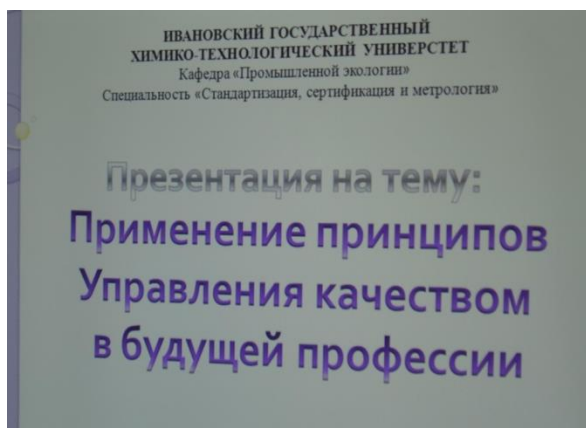 ИВАНОВСКИЙ ГОСУДАРСТВЕННЫЙ
ХИМИКО-ТЕХНОЛОГИЧЕСКИЙ УНИВЕРСТЕТ
Кафедра «Промышленной экологии»
Специальность «Стандартизация, сертификация и метрология»
Презентация на тему:
Применение принципов
Управления качеством
в будущей профессии